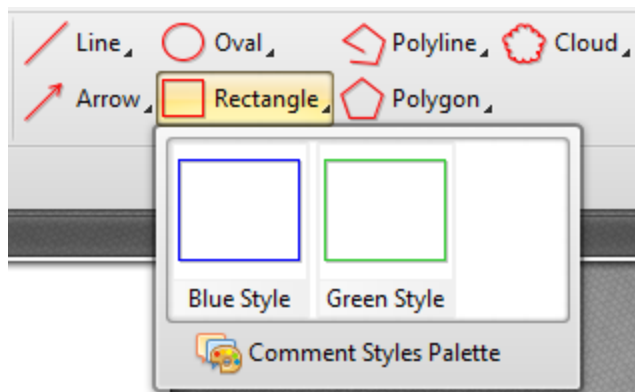 Line Oval Polyline Cloud
Arrow Rectangle Polygon
Blue Style Green Style
Comment Styles Palette